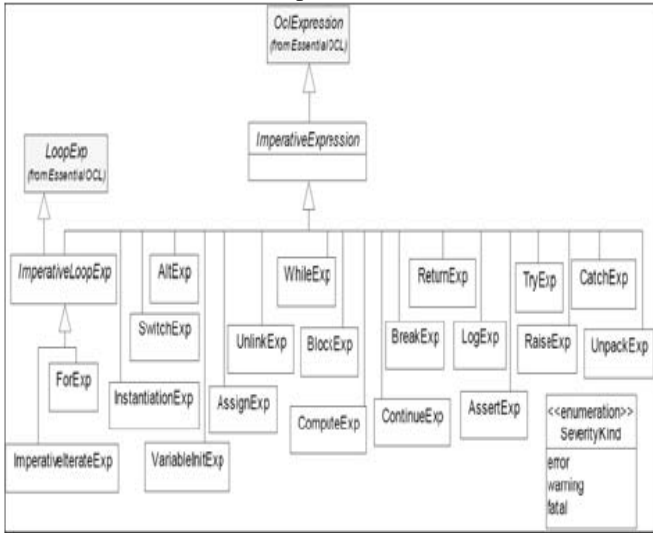 OclExpression
(from EssentialOCL)
ImperativeExpression
LoopExp
(from EssentialOCL)
ImperativeLoopExp
AltExp
WhileExp
ReturnExp
TryExp
CatchExp
SwitchExp
UnlinkExp
BlockExp
BreakExp
LogExp
RaiseExp
UnpackExp
ForExp
InstantiationExp
AssignExp
ComputeExp
ContinueExp
AssertExp
ImperativeIterateExp
VariableInitExp
<<enumeration>>
SeverityKind
error
warning
fatal